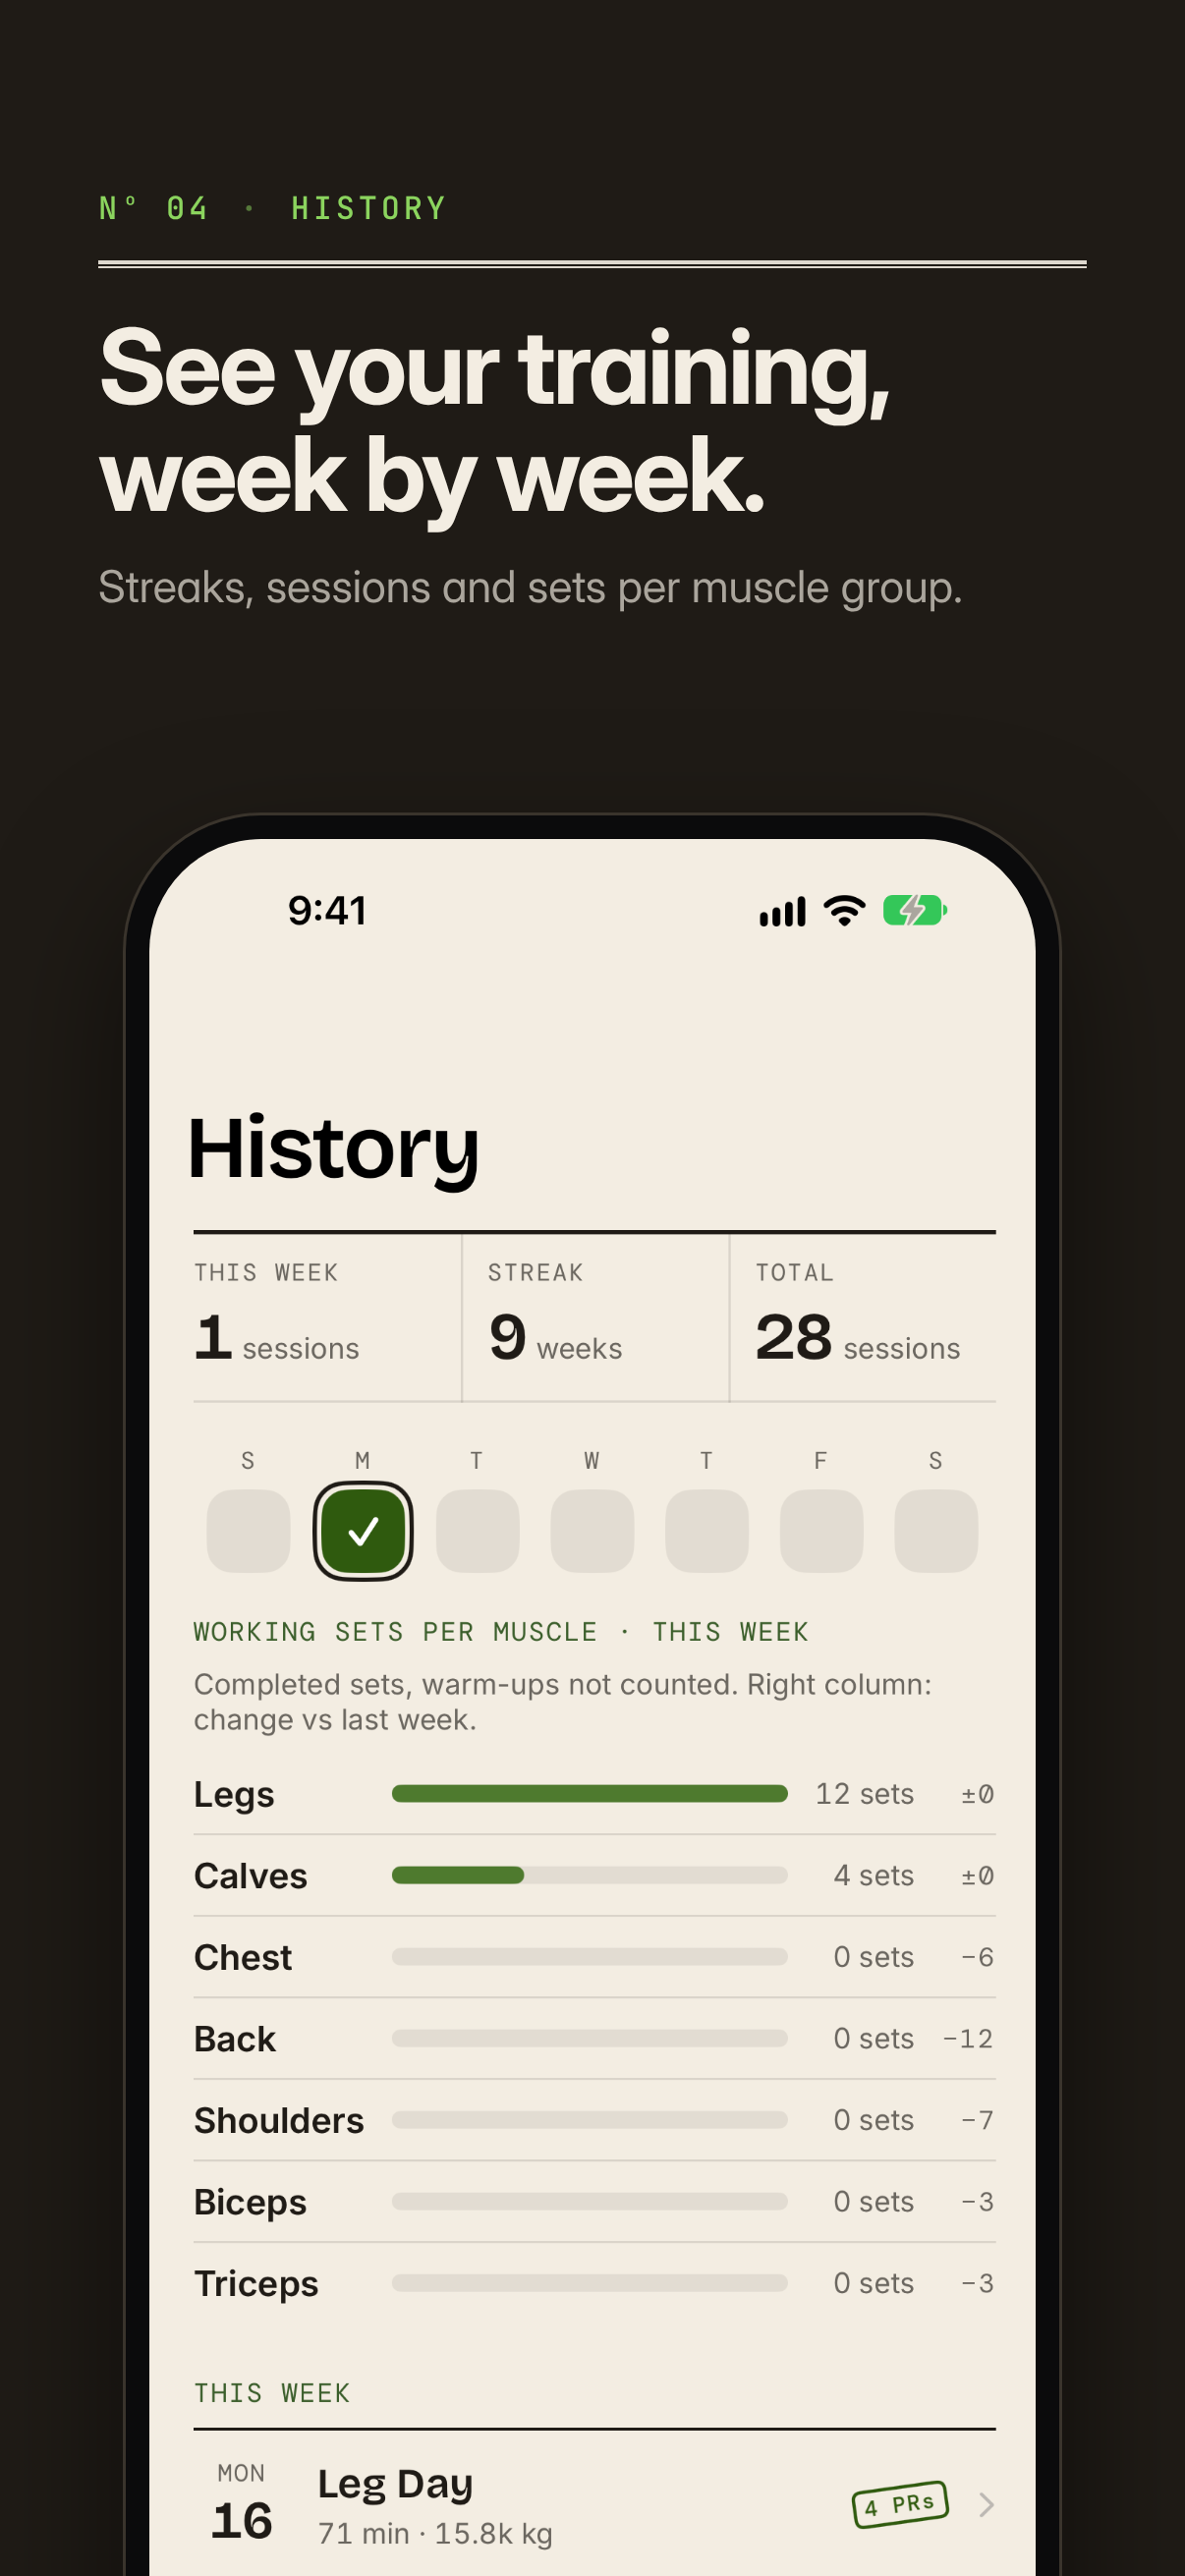 Nº 04 · HISTORY
See your training,
week by week.
Streaks, sessions and sets per muscle group.
9:41
History
THIS WEEK STREAK TOTAL
1 sessions 9 weeks 28 sessions
S M T W T F S
WORKING SETS PER MUSCLE · THIS WEEK
Completed sets, warm-ups not counted. Right column:
change vs last week.
Legs 12 sets ±0
Calves 4 sets ±0
Chest 0 sets −6
Back 0 sets −12
Shoulders 0 sets −7
Biceps 0 sets −3
Triceps 0 sets −3
THIS WEEK
MON
16
Leg Day
71 min · 15.8k kg
4 PRs